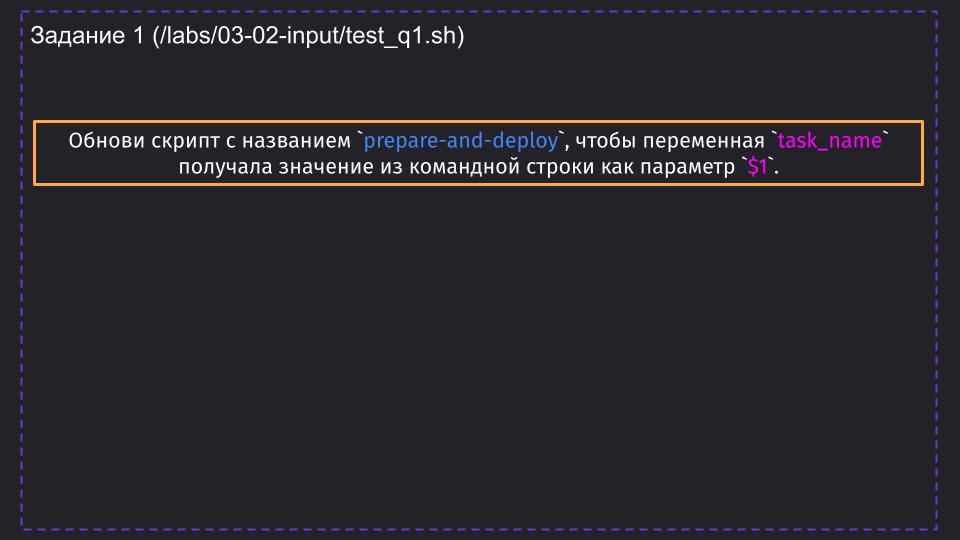 Задание 1 (/labs/03-02-input/test_q1.sh)
Обнови скрипт с названием `prepare-and-deploy`, чтобы переменная `task_name`
получала значение из командной строки как параметр `$1`.